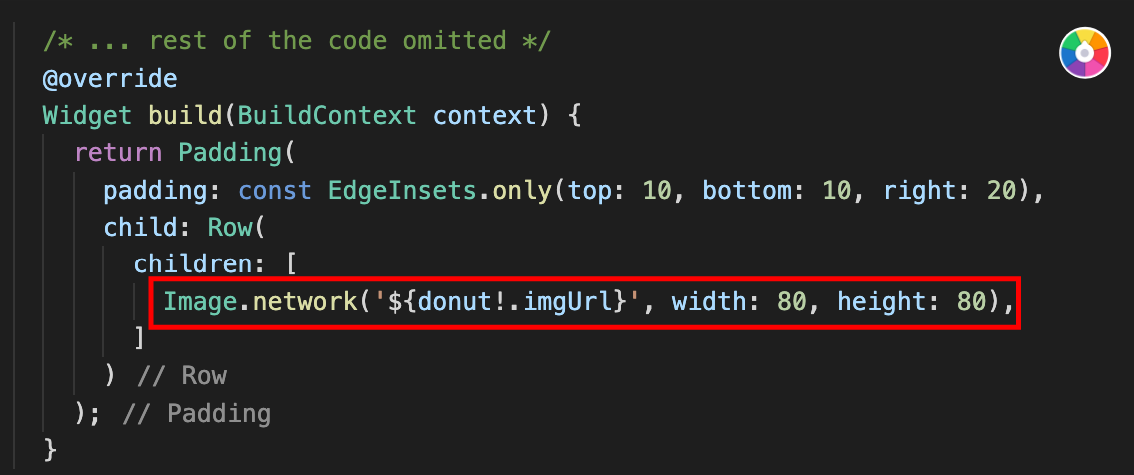 /* ... rest of the code omitted */
@override
Widget build(BuildContext context) {
return Padding(
padding: const EdgeInsets.only(top: 10, bottom: 10, right: 20),
child: Row(
children: [
Image.network('${donut!.imgUrl}', width: 80, height: 80),
]
) // Row
); // Padding
}